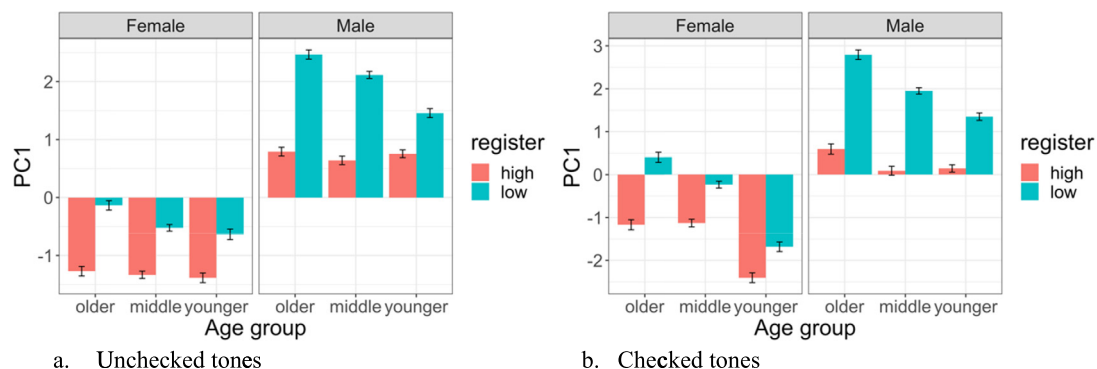 Female Male
PC1
2
1
0
-1
older middle younger older middle younger
Age group
register
high
low
a. Unchecked tones
Female Male
PC1
3
2
1
0
-1
-2
older middle younger older middle younger
Age group
register
high
low
b. Checked tones